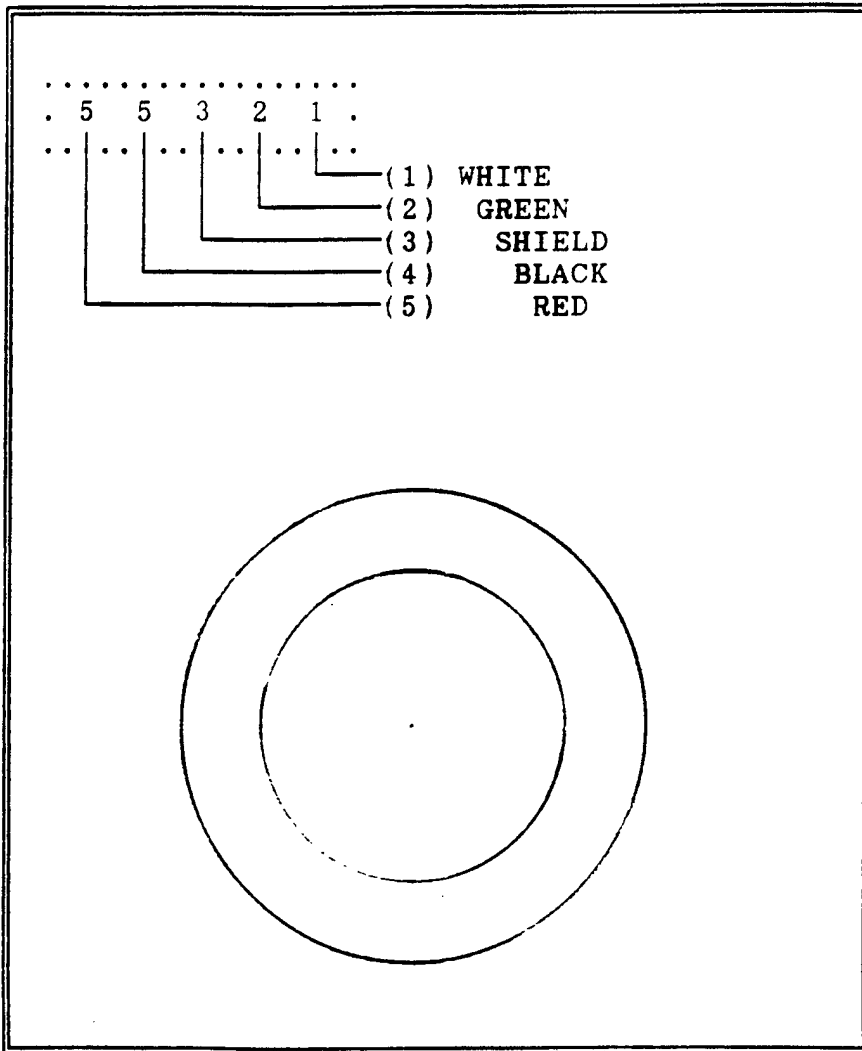 5 5 3 2 1
(1) WHITE
(2) GREEN
(3) SHIELD
(4) BLACK
(5) RED